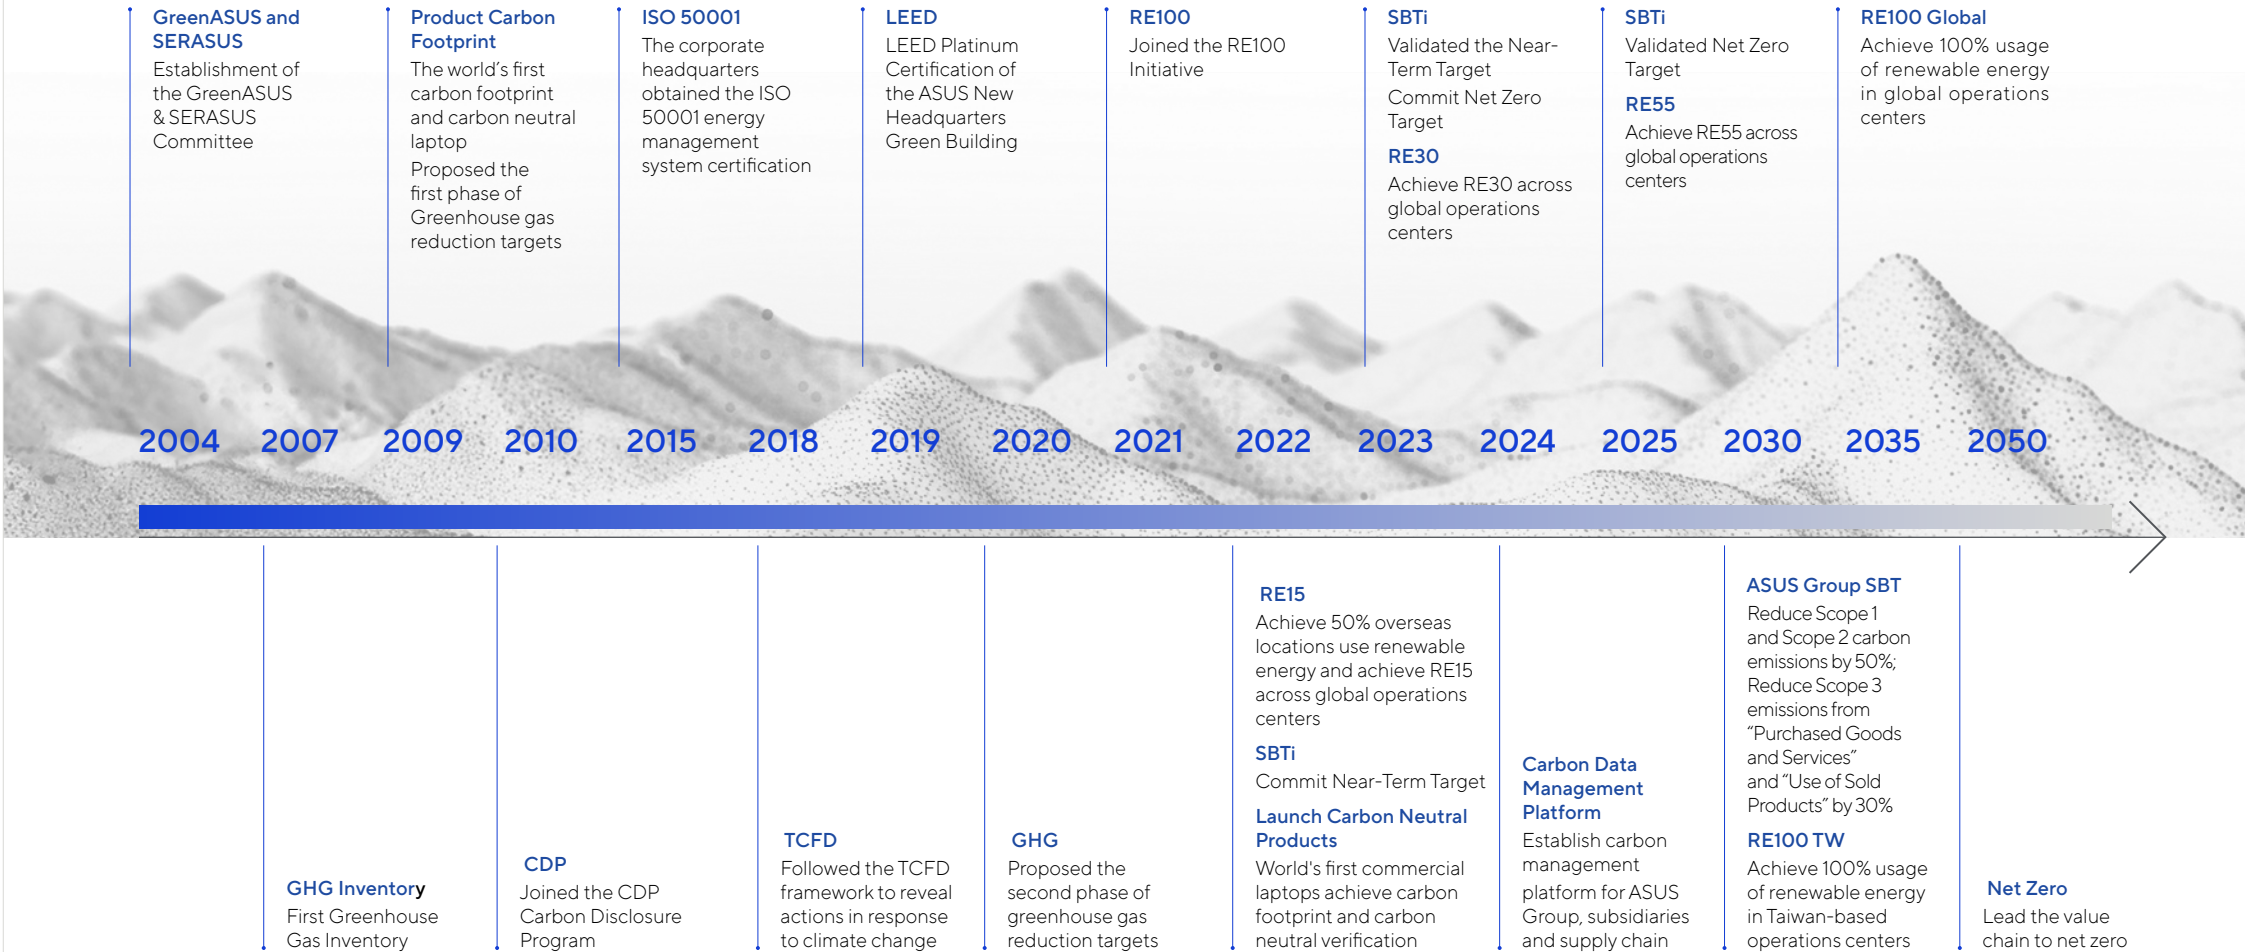 GreenASUS and
SERASUS
Establishment of
the GreenASUS
& SERASUS
Committee
Product Carbon
Footprint
The world's first
carbon footprint
and carbon neutral
laptop
Proposed the
first phase of
Greenhouse gas
reduction targets
ISO 50001
The corporate
headquarters
obtained the ISO
50001 energy
management
system certification
LEED
LEED Platinum
Certification of
the ASUS New
Headquarters
Green Building
RE100
Joined the RE100
Initiative
SBTi
Validated the Near-
Term Target
Commit Net Zero
Target
RE30
Achieve RE30 across
global operations
centers
SBTi
Validated Net Zero
Target
RE55
Achieve RE55 across
global operations
centers
RE100 Global
Achieve 100% usage
of renewable energy
in global operations
centers
2004 2007 2009 2010 2015 2018 2019 2020 2021 2022 2023 2024 2025 2030 2035 2050
GHG Inventory
First Greenhouse
Gas Inventory
CDP
Joined the CDP
Carbon Disclosure
Program
TCFD
Followed the TCFD
framework to reveal
actions in response
to climate change
GHG
Proposed the
second phase of
greenhouse gas
reduction targets
RE15
Achieve 50% overseas
locations use renewable
energy and achieve RE15
across global operations
centers
SBTi
Commit Near-Term Target
Launch Carbon Neutral
Products
World's first commercial
laptops achieve carbon
footprint and carbon
neutral verification
Carbon Data
Management
Platform
Establish carbon
management
platform for ASUS
Group, subsidiaries
and supply chain
ASUS Group SBT
Reduce Scope 1
and Scope 2 carbon
emissions by 50%;
Reduce Scope 3
emissions from
“Purchased Goods
and Services”
and “Use of Sold
Products” by 30%
RE100 TW
Achieve 100% usage
of renewable energy
in Taiwan-based
operations centers
Net Zero
Lead the value
chain to net zero